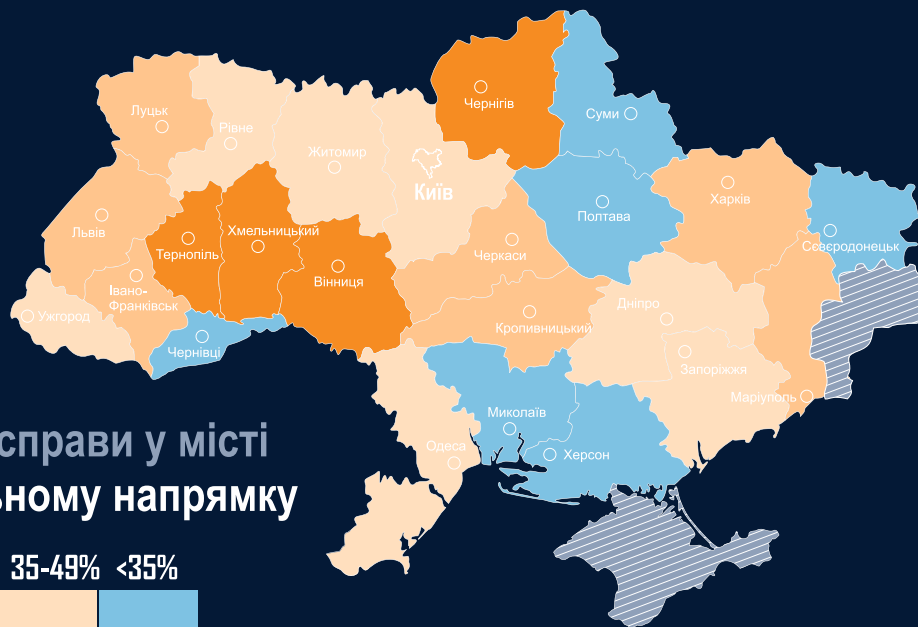 Чернігів
Суми
Луцьк
Рівне
Житомир
Київ
Харків
Полтава
Львів
Хмельницький
Тернопіль
Черкаси
Сєвєродонецьк
Вінниця
Івано-
Франківськ
Дніпро
Ужгород
Кропивницький
Чернівці
Запоріжжя
Маріуполь
Миколаїв
Одеса
Херсон
справи у місті
ьному напрямку
35-49% <35%